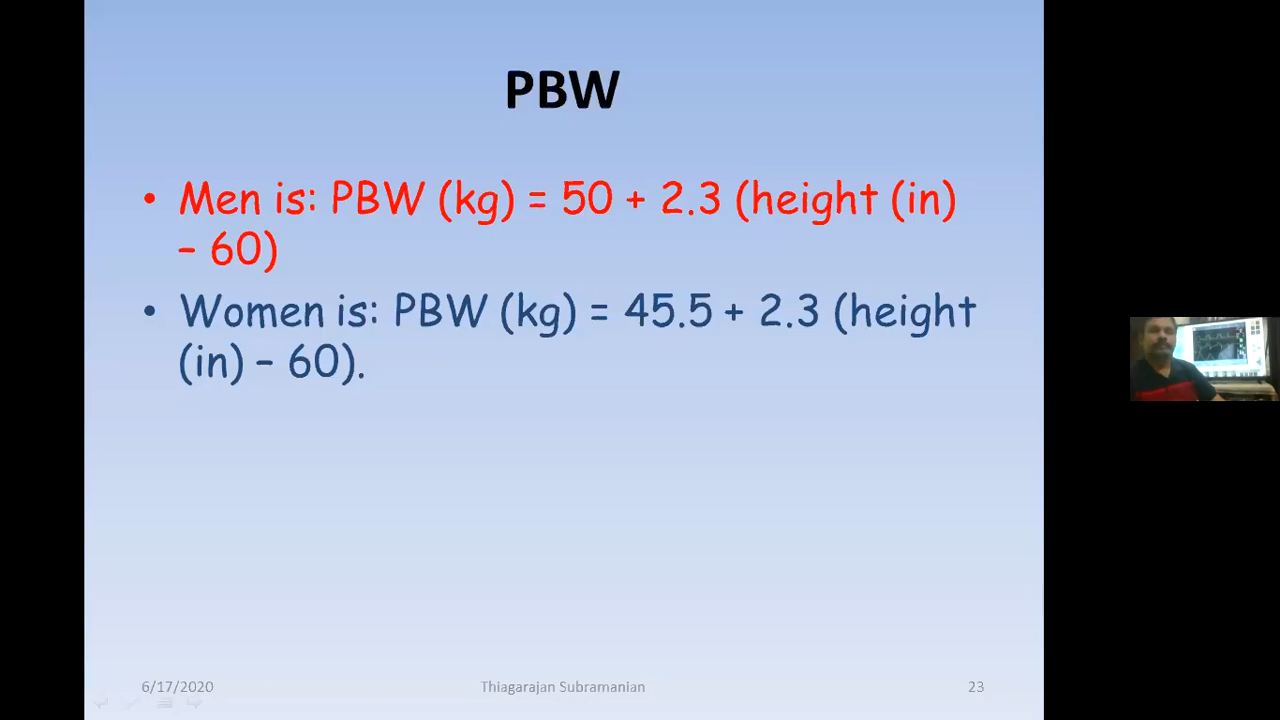 PBW
• Men is: PBW (kg) = 50 + 2.3 (height (in)
– 60)
• Women is: PBW (kg) = 45.5 + 2.3 (height
(in) – 60).
6/17/2020
Thiagarajan Subramanian
23